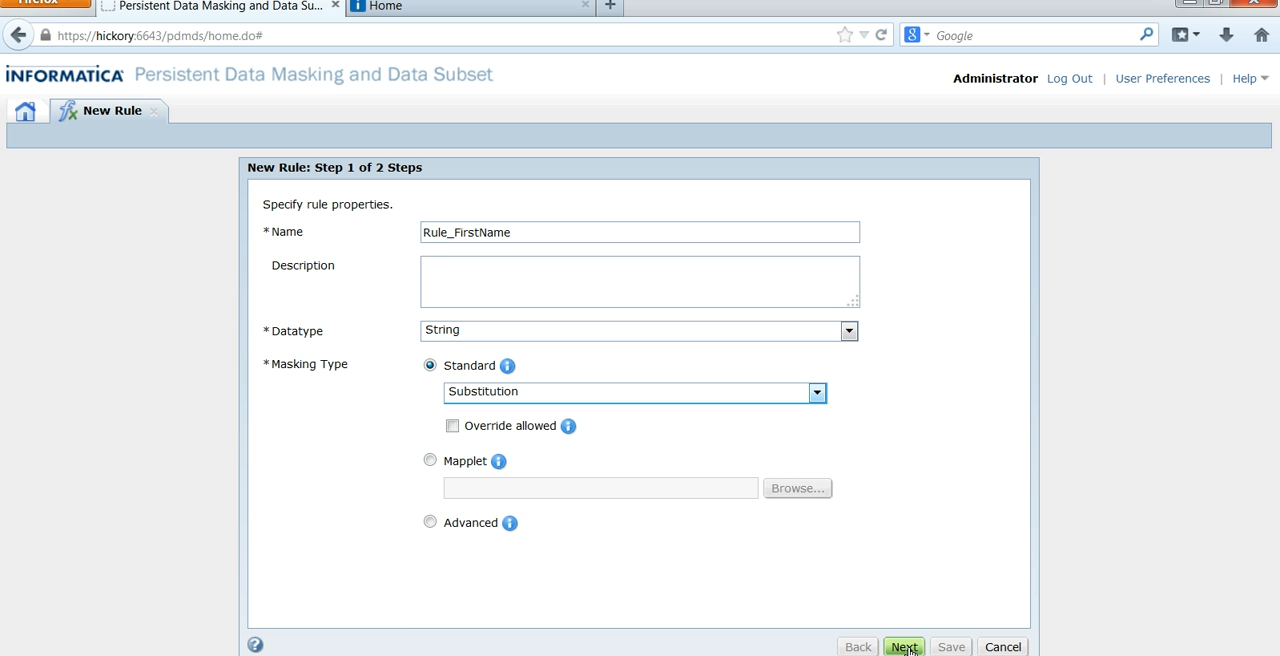 Persistent Data Masking and Data Su... Home
https://hickory:6643/pdmds/home.do# Google
INFORMATICA Persistent Data Masking and Data Subset
Administrator Log Out | User Preferences | Help
New Rule
New Rule: Step 1 of 2 Steps
Specify rule properties.
* Name Rule_FirstName
Description
* Datatype String
* Masking Type Standard
Substitution
Override allowed
Mapplet
Browse...
Advanced
Back Next Save Cancel